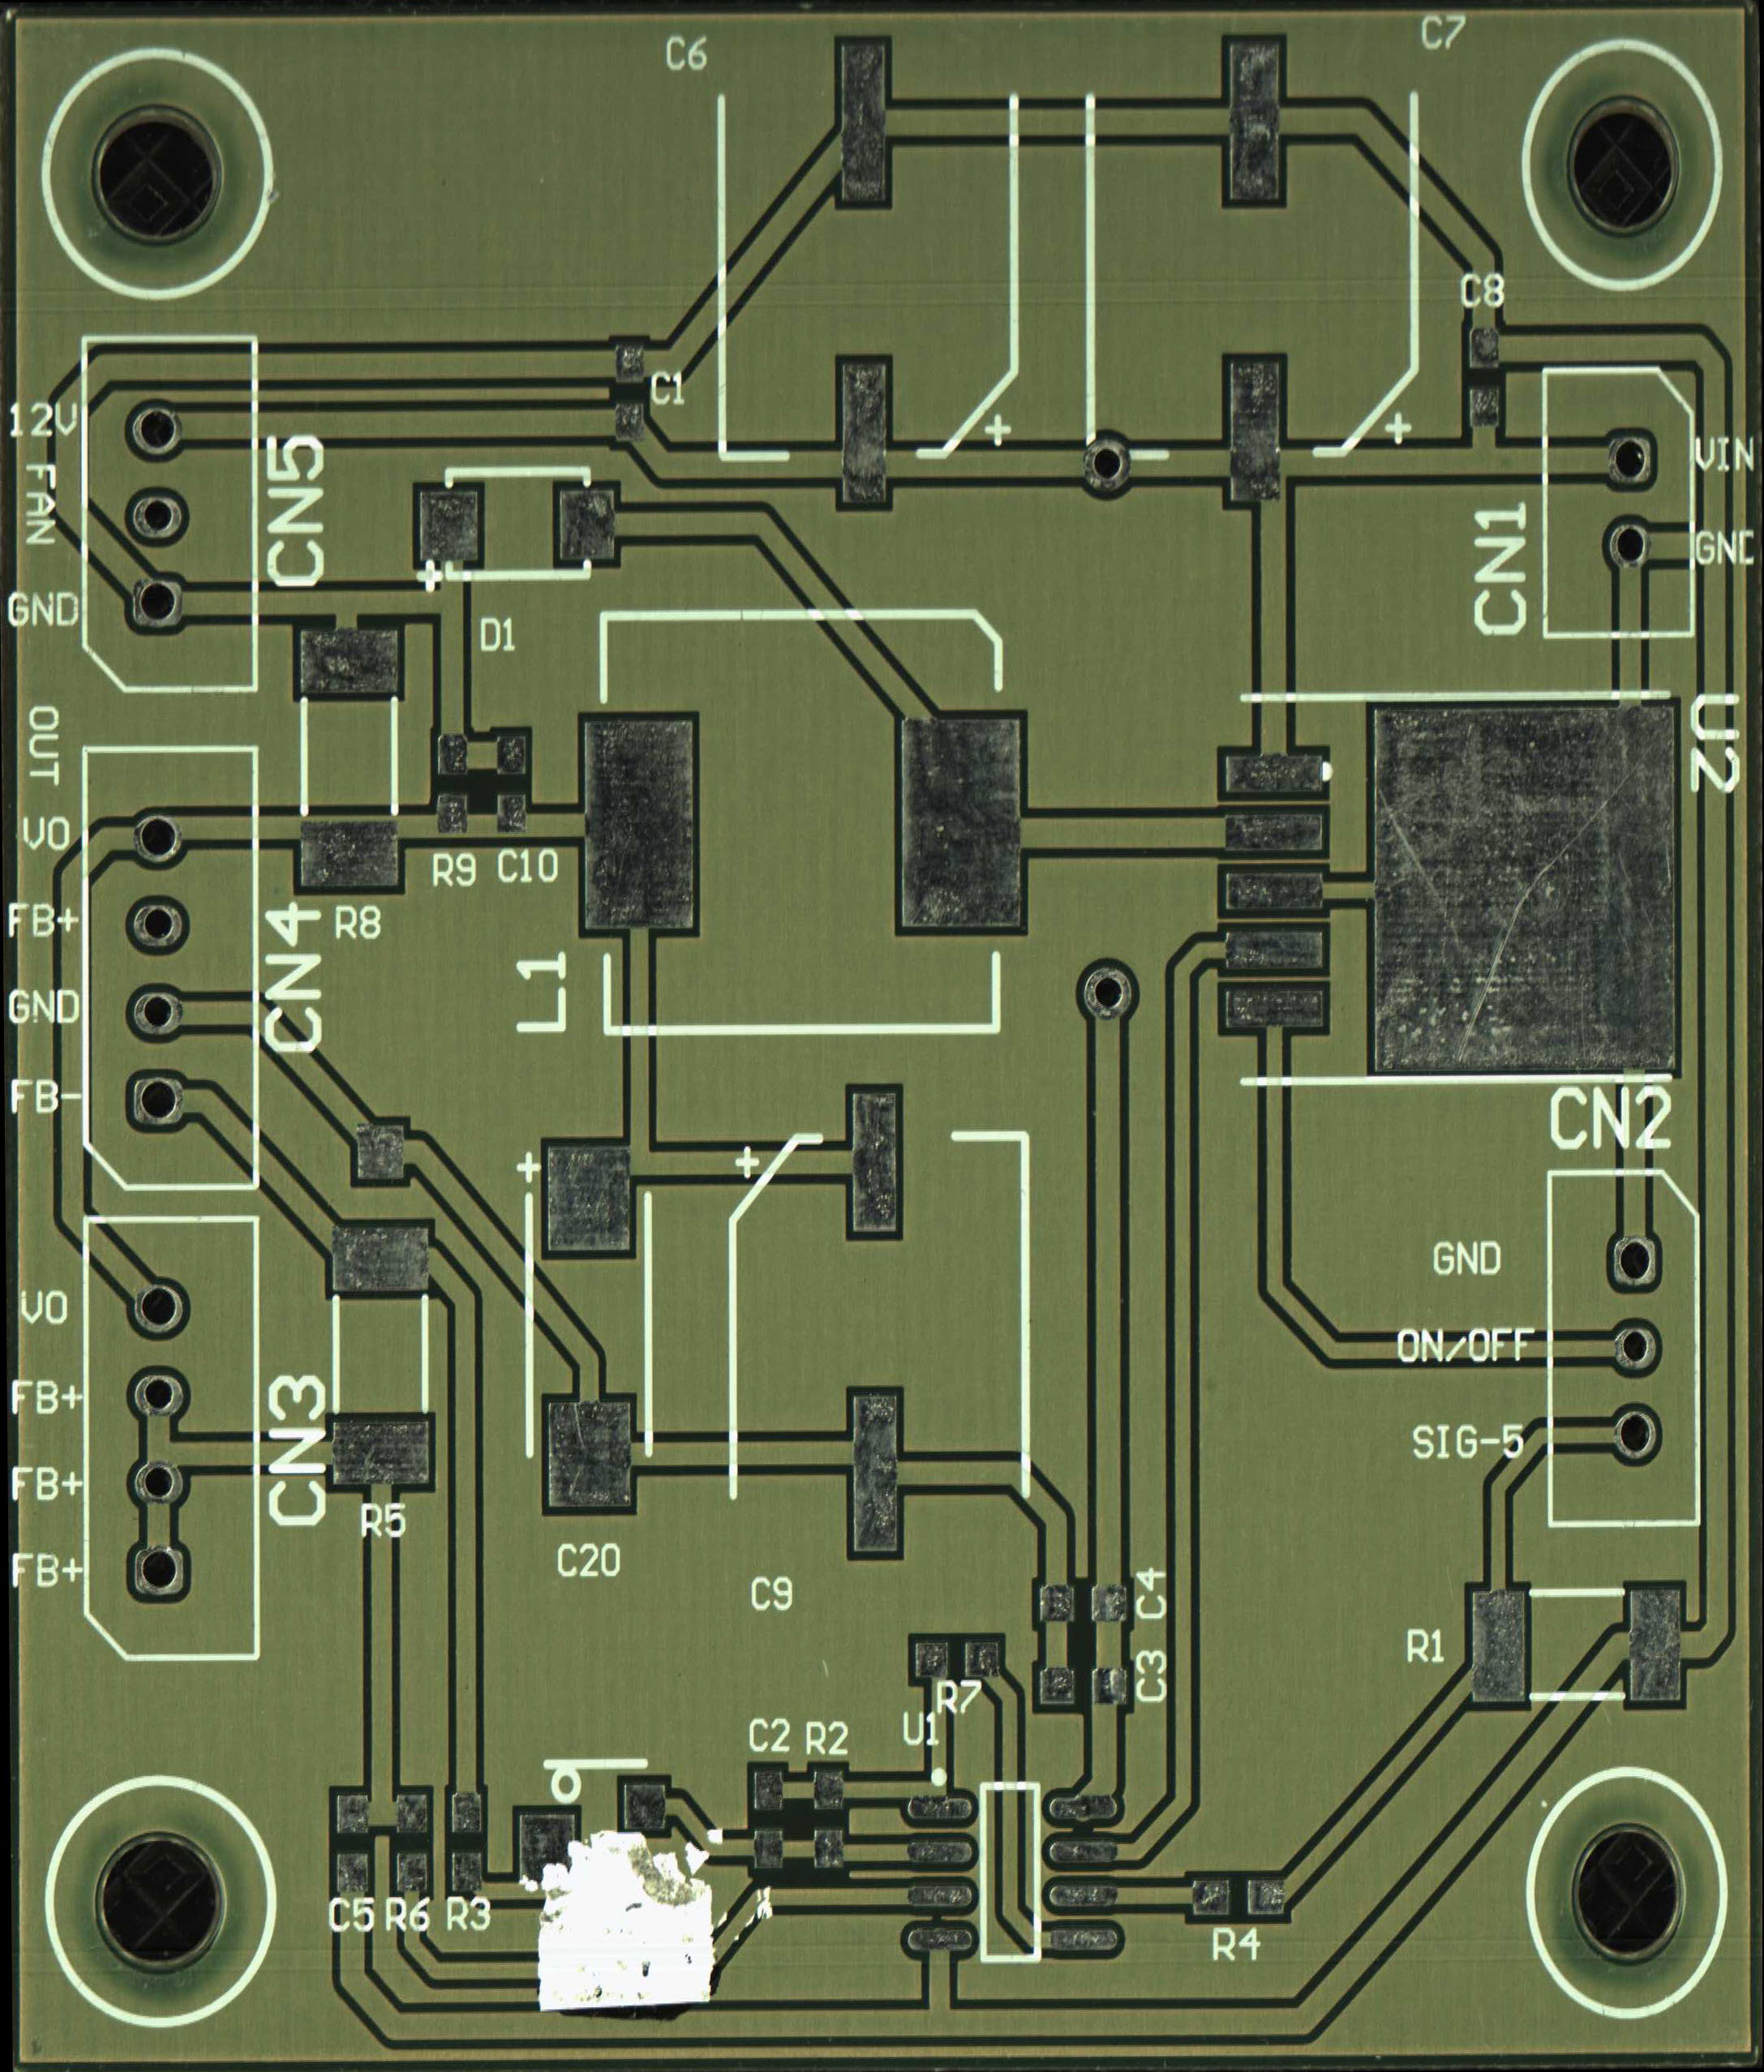 C6
C7
C8
C1
12V
FAN
CN5
+
+
VIN
GND
CN1
+
GND
D1
U2
OUT
VO
R9
C10
FB+
R8
CN4
L1
GND
FB-
CN2
+
+
GND
VO
ON/OFF
FB+
CN3
SIG-5
FB+
R5
C20
C9
C4
FB+
R1
C3
R7
U1
C2
R2
C5
R6
R3
R4